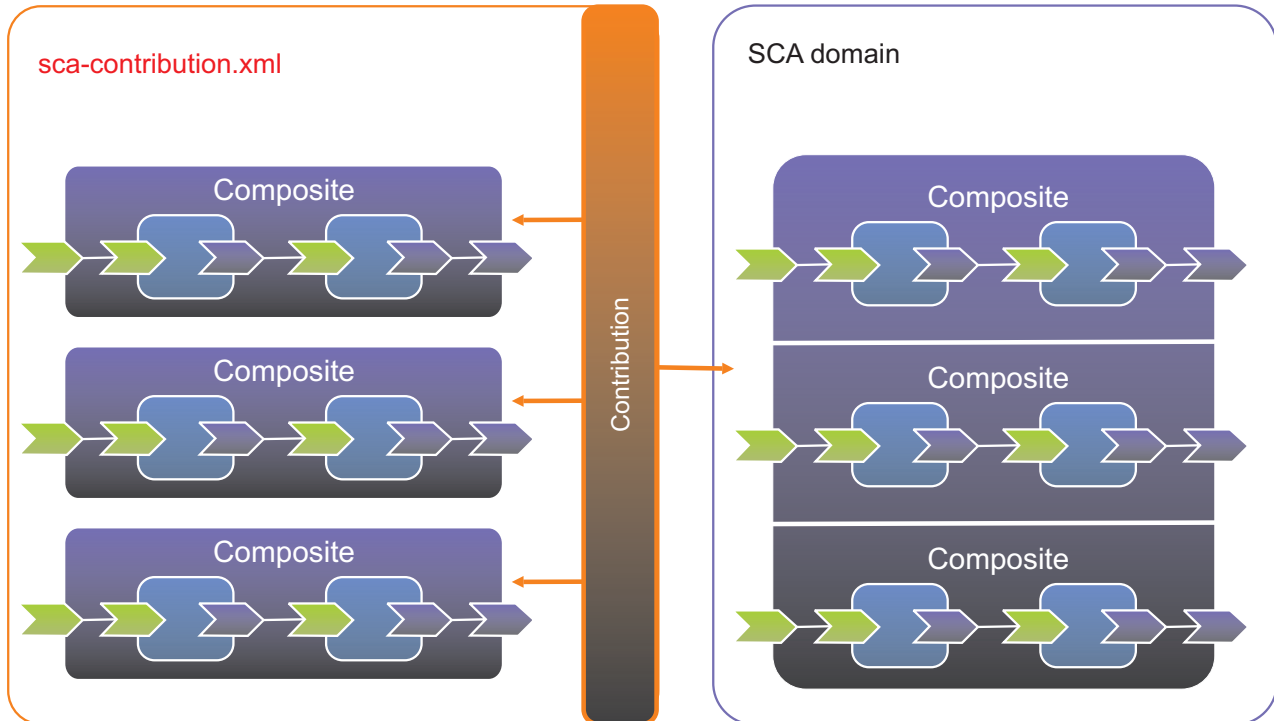 sca-contribution.xml
Composite
Composite
Composite
Contribution
SCA domain
Composite
Composite
Composite